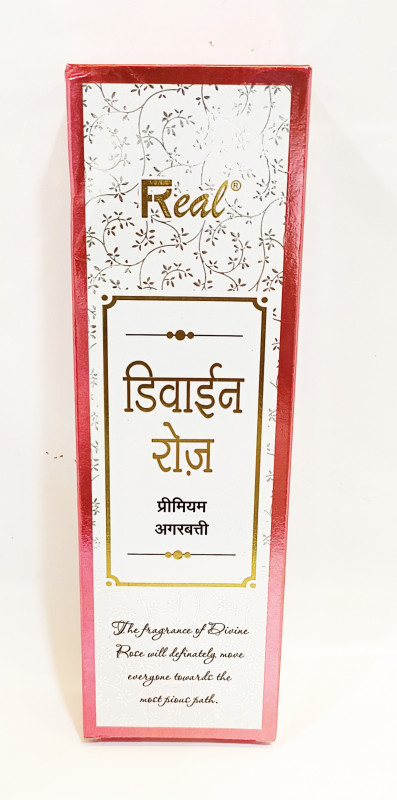 Real®
डिवाईन
रोज़
प्रीमियम
अगरबत्ती
The fragrance of Divine
Rose will definately move
everyone towards the
most pious path.